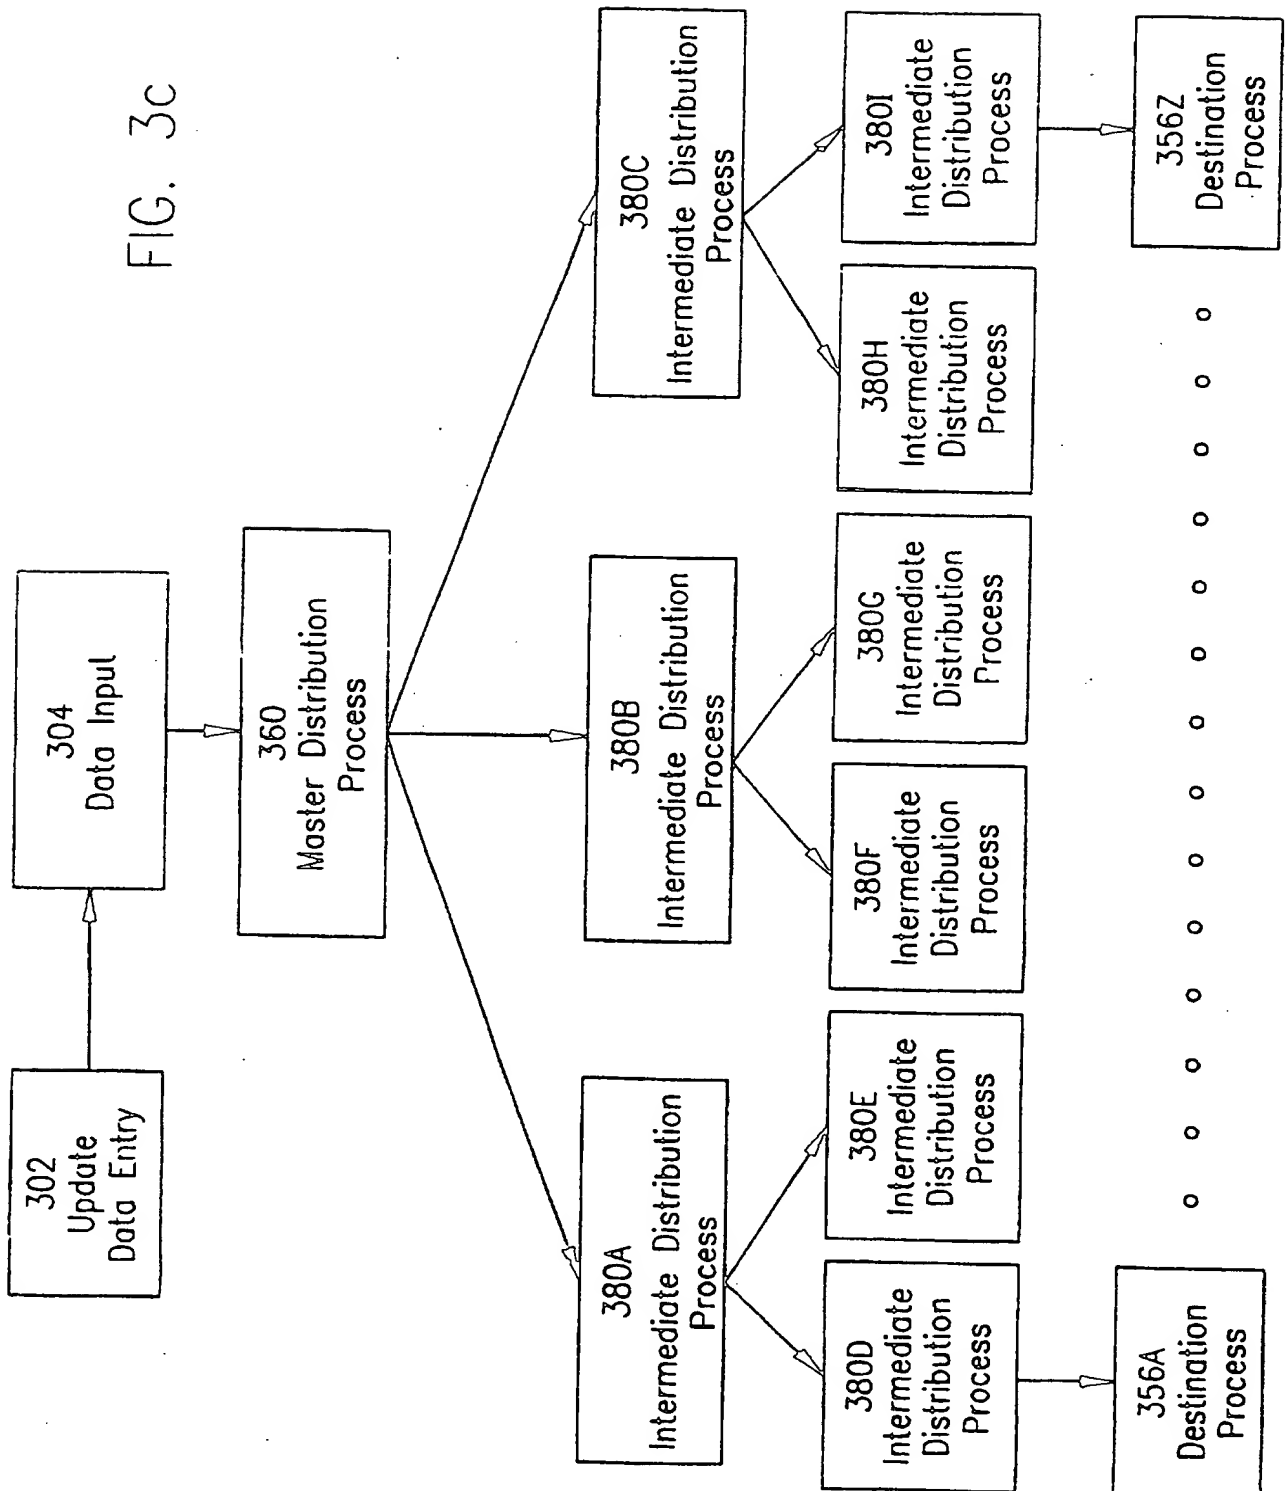 FIG. 3c
302
Update
Data Entry
304
Data Input
360
Master Distribution
Process
380A
Intermediate Distribution
Process
380B
Intermediate Distribution
Process
380C
Intermediate Distribution
Process
380D
Intermediate
Distribution
Process
380E
Intermediate
Distribution
Process
380F
Intermediate
Distribution
Process
380G
Intermediate
Distribution
Process
380H
Intermediate
Distribution
Process
380I
Intermediate
Distribution
Process
356A
Destination
Process
356Z
Destination
Process